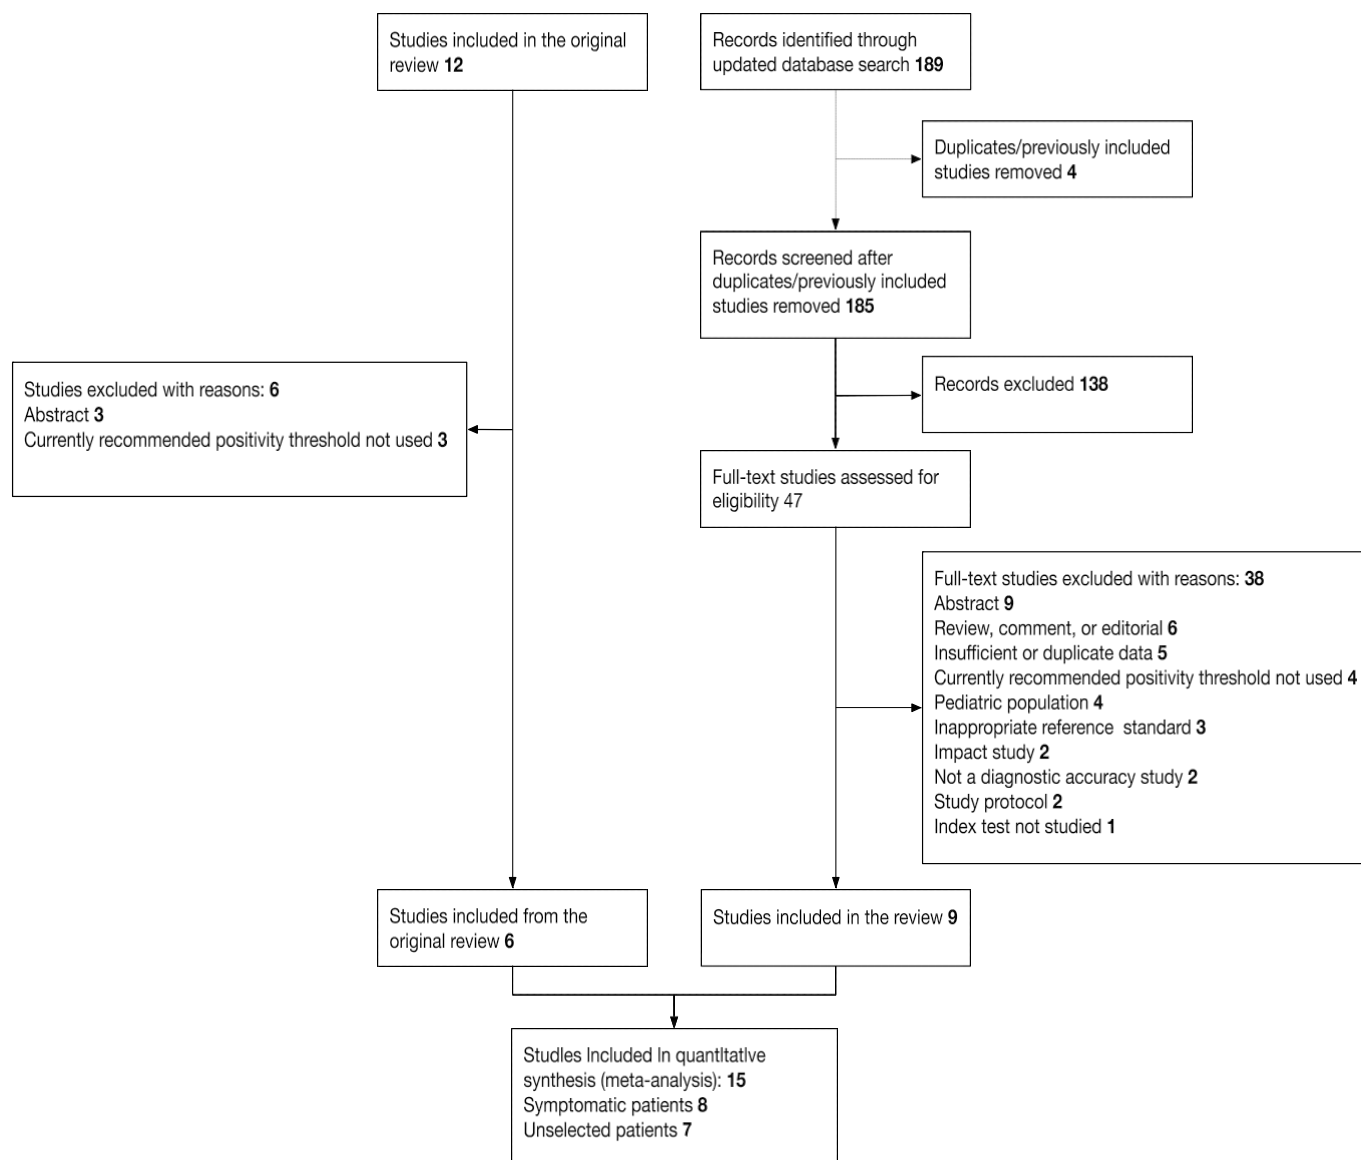 Studies included in the original
review 12
Records identified through
updated database search 189
Duplicates/previously included
studies removed 4
Records screened after
duplicates/previously included
studies removed 185
Studies excluded with reasons: 6
Abstract 3
Currently recommended positivity threshold not used 3
Records excluded 138
Full-text studies assessed for
eligibility 47
Full-text studies excluded with reasons: 38
Abstract 9
Review, comment, or editorial 6
Insufficient or duplicate data 5
Currently recommended positivity threshold not used 4
Pediatric population 4
Inappropriate reference standard 3
Impact study 2
Not a diagnostic accuracy study 2
Study protocol 2
Index test not studied 1
Studies included from the
original review 6
Studies included in the review 9
Studies included in quantitative
synthesis (meta-analysis): 15
Symptomatic patients 8
Unselected patients 7